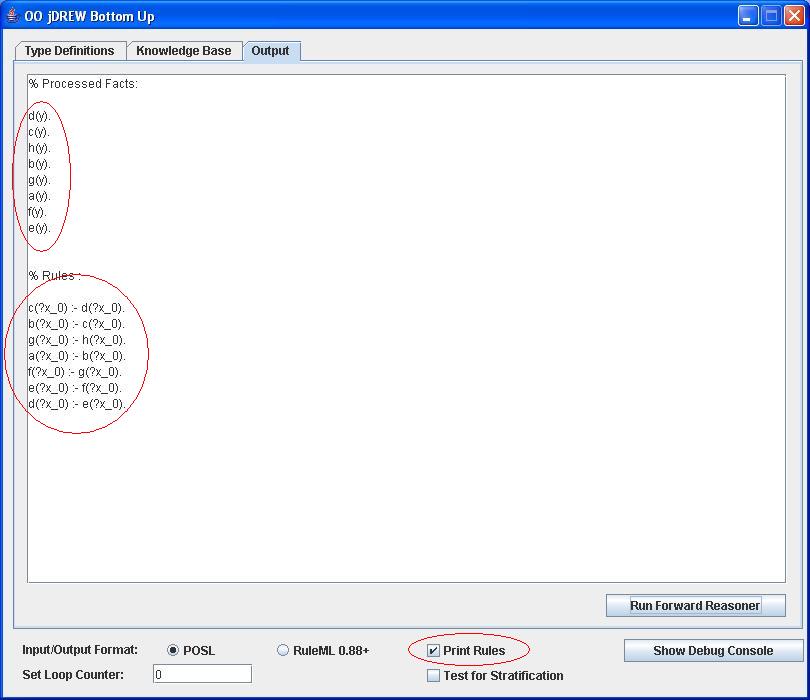 OO jDREW Bottom Up
Type Definitions Knowledge Base Output
% Processed Facts:
d(y).
c(y).
h(y).
b(y).
g(y).
a(y).
f(y).
e(y).
% Rules :
c(?x_0) :- d(?x_0).
b(?x_0) :- c(?x_0).
g(?x_0) :- h(?x_0).
a(?x_0) :- b(?x_0).
f(?x_0) :- g(?x_0).
e(?x_0) :- f(?x_0).
d(?x_0) :- e(?x_0).
Run Forward Reasoner
Input/Output Format: POSL RuleML 0.88+ Print Rules Show Debug Console
Set Loop Counter: 0 Test for Stratification